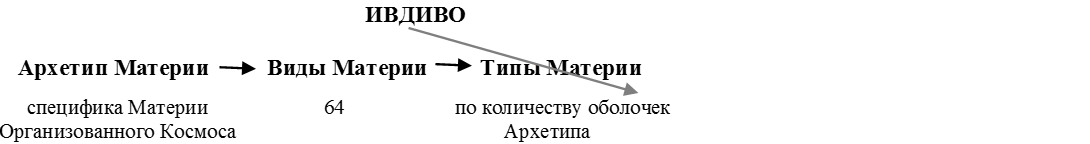 ИВДИВО
Архетип Материи Виды Материи Типы Материи
специфика Материи 64 по количеству оболочек
Организованного Космоса Архетипа